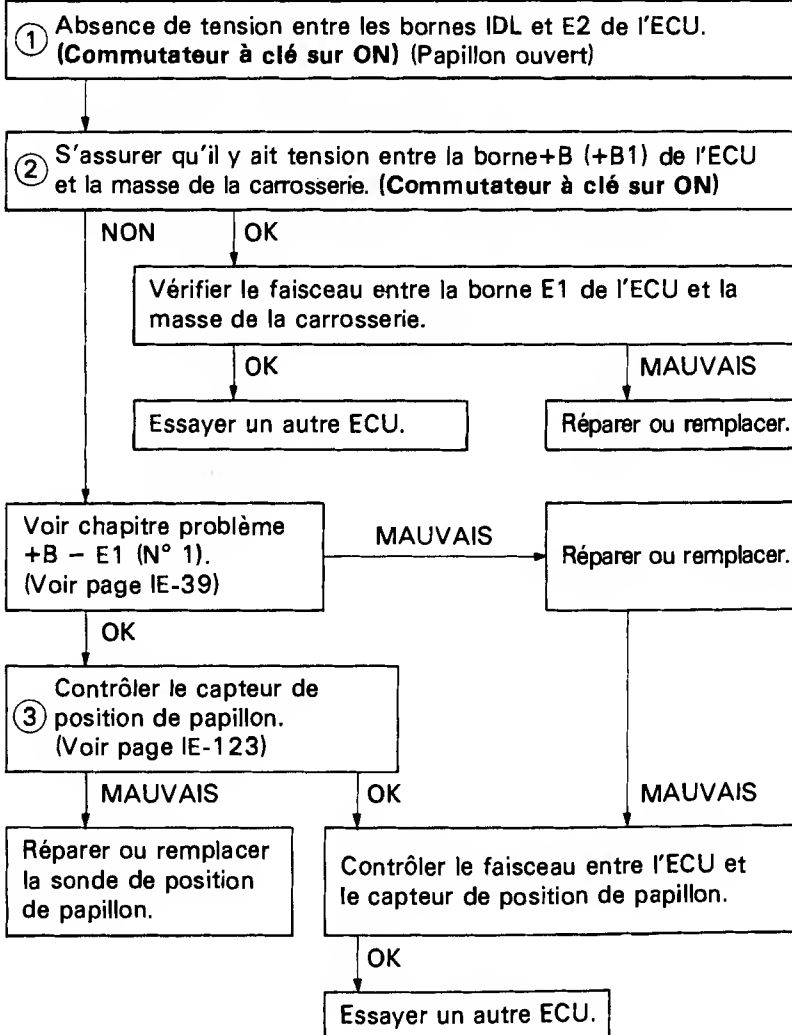 ① Absence de tension entre les bornes IDL et E2 de l'ECU.
(Commutateur à clé sur ON) (Papillon ouvert)
② S'assurer qu'il y ait tension entre la borne+B (+B1) de l'ECU
et la masse de la carrosserie. (Commutateur à clé sur ON)
NON OK
Vérifier le faisceau entre la borne E1 de l'ECU et la
masse de la carrosserie.
OK MAUVAIS
Essayer un autre ECU. Réparer ou remplacer.
Voir chapitre problème
+B – E1 (N° 1).
(Voir page IE-39)
MAUVAIS
Réparer ou remplacer.
OK
③ Contrôler le capteur de
position de papillon.
(Voir page IE-123)
MAUVAIS OK MAUVAIS
Réparer ou remplacer
la sonde de position
de papillon.
Contrôler le faisceau entre l'ECU et
le capteur de position de papillon.
OK
Essayer un autre ECU.